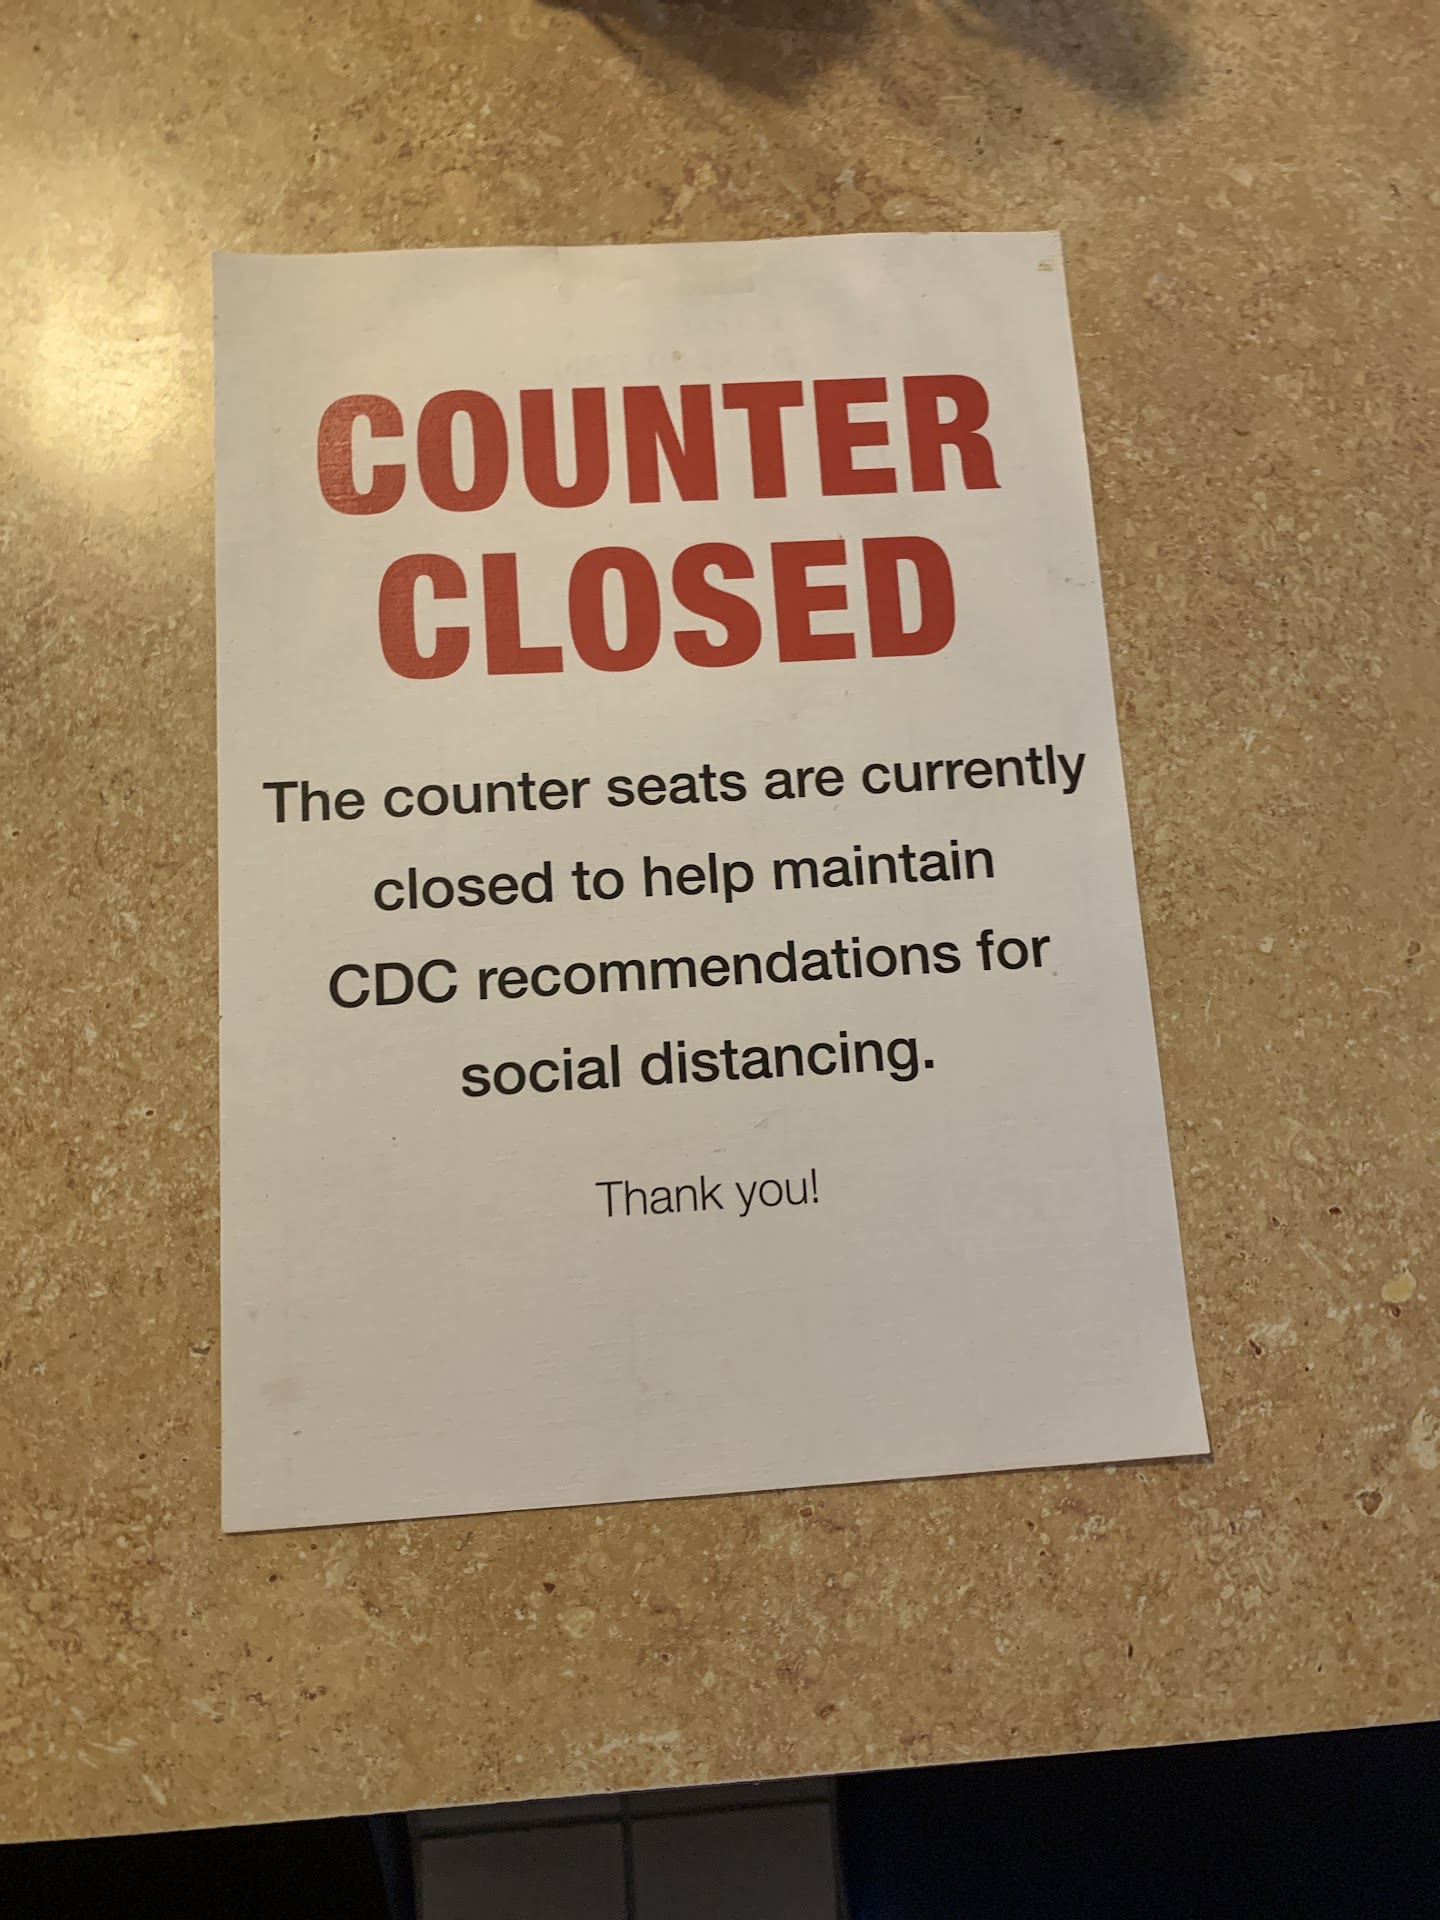 COUNTER
CLOSED
The counter seats are currently
closed to help maintain
CDC recommendations for
social distancing.
Thank you!